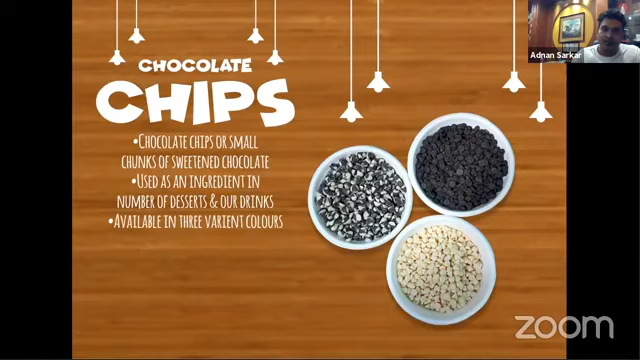 Adnan Sarkar
CHOCOLATE
CHIPS
•Chocolate chips or small
chunks of sweetened chocolate
•Used as an ingredient in
number of desserts & our drinks
•Available in three varient colours
zoom